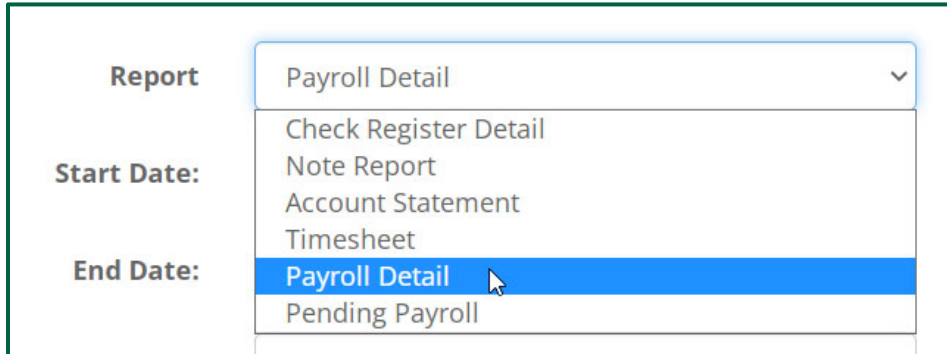 Report Payroll Detail
Check Register Detail
Note Report
Start Date:
Account Statement
Timesheet
End Date: Payroll Detail
Pending Payroll